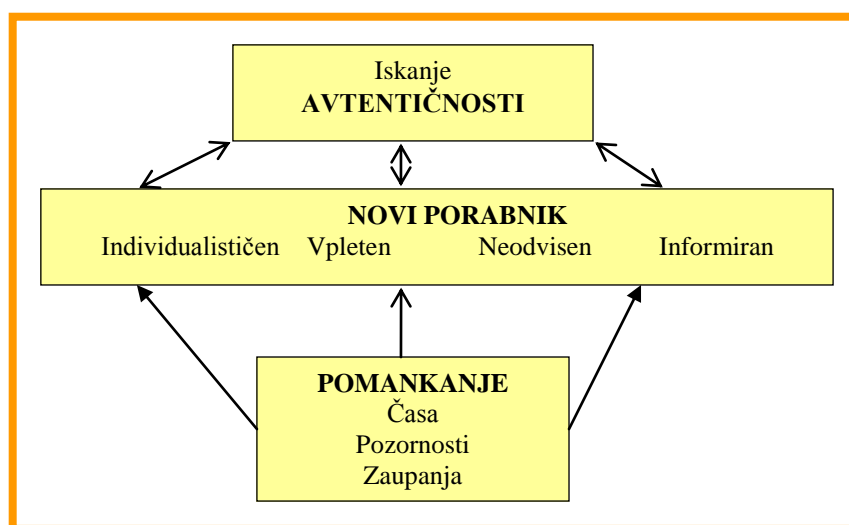 Iskanje
AVTENTIČNOSTI
NOVI PORABNIK
Individualističen Vpleten Neodvisen Informiran
POMANKANJE
Časa
Pozornosti
Zaupanja